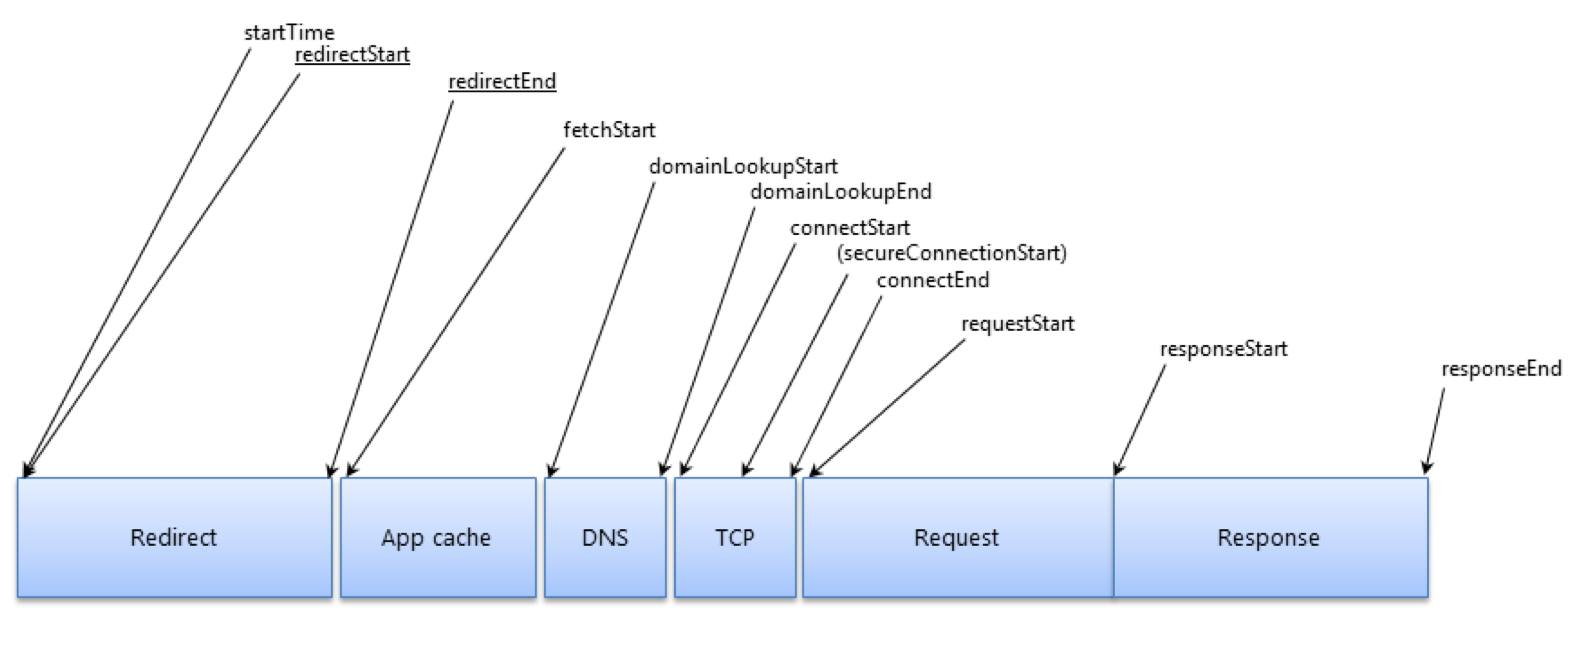 startTime
redirectStart
redirectEnd
fetchStart
domainLookupStart
domainLookupEnd
connectStart
(secureConnectionStart)
connectEnd
requestStart
responseStart
responseEnd
Redirect
App cache
DNS
TCP
Request
Response